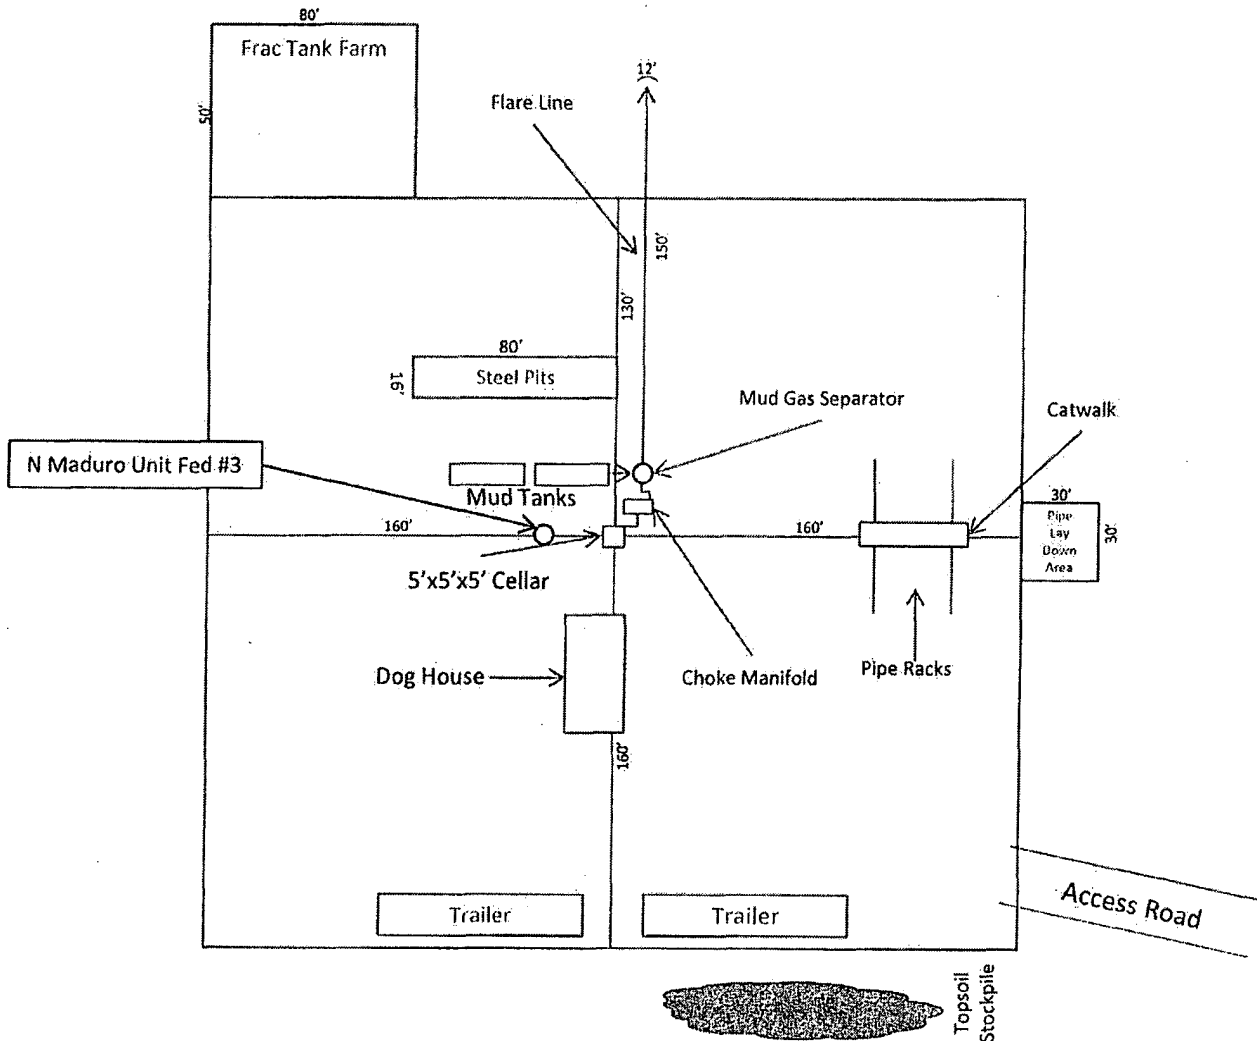 80'
Frac Tank Farm
50'
12'
Flare Line
150'
130'
80'
Steel Pits
16'
Mud Gas Separator
Catwalk
N Maduro Unit Fed #3
Mud Tanks
160'
160'
30'
Pipe
Lay
Down
Area
30'
5'x5'x5' Cellar
Dog House
Choke Manifold
Pipe Racks
160'
Trailer
Trailer
Access Road
Topsoil
Stockpile